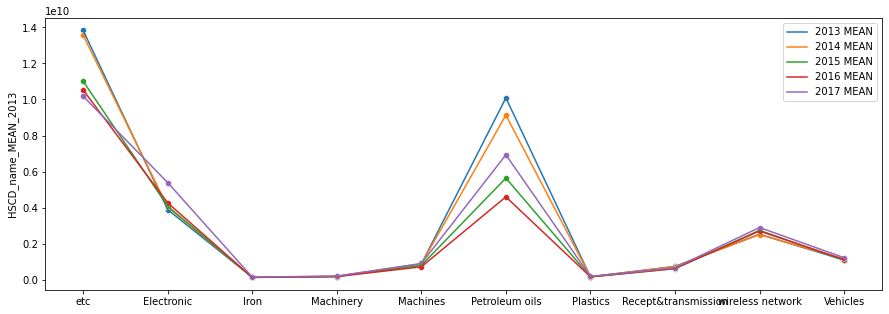 1e10
1.4
1.2
1.0
0.8
0.6
0.4
0.2
0.0
HSCD_name_MEAN_2013
2013 MEAN
2014 MEAN
2015 MEAN
2016 MEAN
2017 MEAN
etc
Electronic
Iron
Machinery
Machines
Petroleum oils
Plastics
Recept&transmission
wireless network
Vehicles